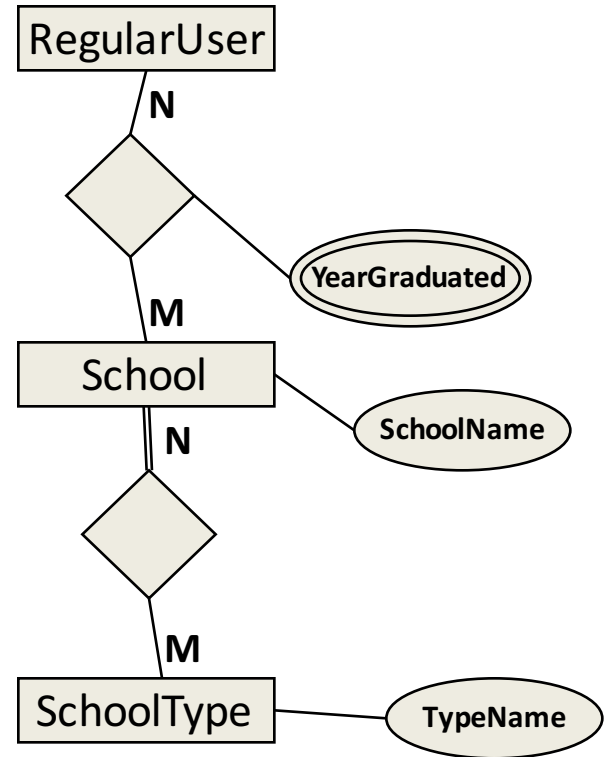 RegularUser
N
YearGraduated
M
School
SchoolName
N
M
SchoolType
TypeName